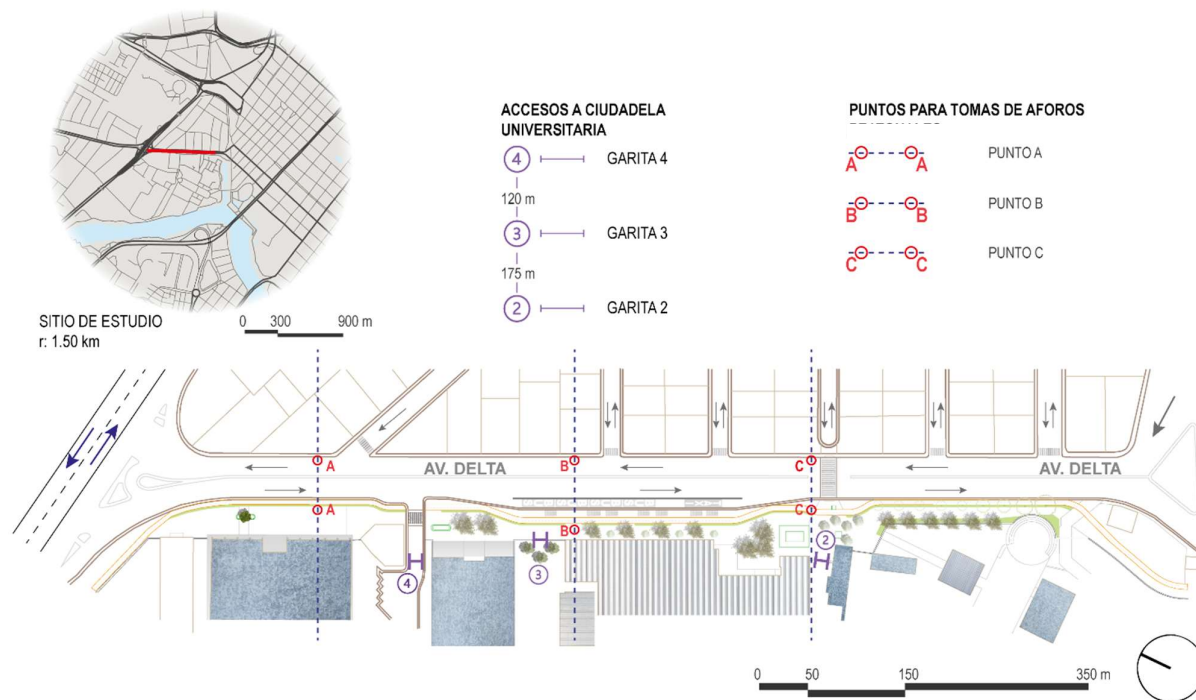 ACCESOS A CIUDADELA
UNIVERSITARIA
4 GARITA 4
120 m
3 GARITA 3
175 m
2 GARITA 2
PUNTOS PARA TOMAS DE AFOROS
A A PUNTO A
B B PUNTO B
C C PUNTO C
SITIO DE ESTUDIO
r: 1.50 km
0 300 900 m
A B C
AV. DELTA AV. DELTA
A B C
4 3 2
0 50 150 350 m